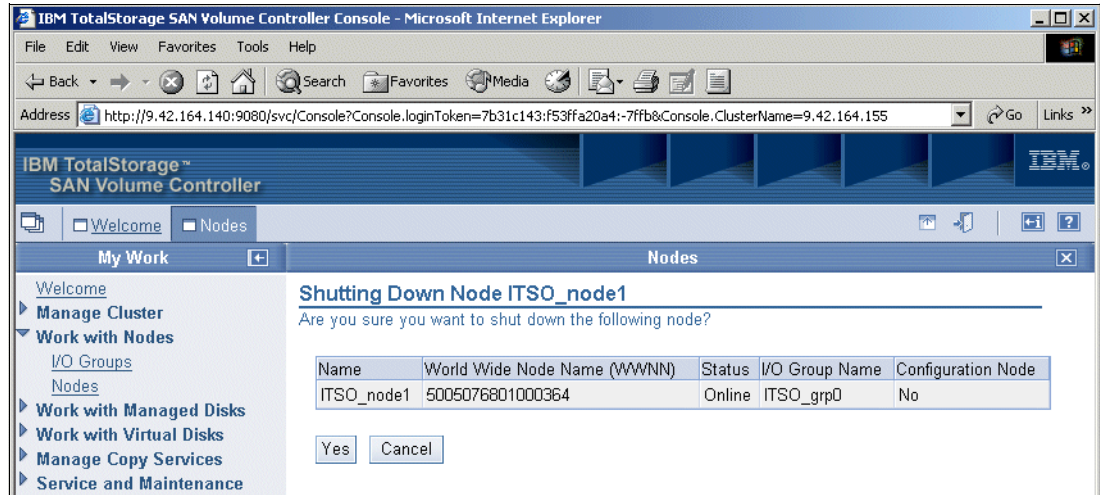 IBM TotalStorage SAN Volume Controller Console - Microsoft Internet Explorer
File Edit View Favorites Tools Help
Back Search Favorites Media
Address http://9.42.164.140:9080/svc/Console?Console.loginToken=7b31c143:f53ffa20a4:-7ffb&Console.ClusterName=9.42.164.155 Go Links »
IBM TotalStorage™
SAN Volume Controller
IBM®
Welcome Nodes
My Work
Nodes
Welcome
Manage Cluster
Work with Nodes
I/O Groups
Nodes
Work with Managed Disks
Work with Virtual Disks
Manage Copy Services
Service and Maintenance
Shutting Down Node ITSO_node1
Are you sure you want to shut down the following node?
Name World Wide Node Name (WWNN) Status I/O Group Name Configuration Node
ITSO_node1 5005076801000364 Online ITSO_grp0 No
Yes Cancel